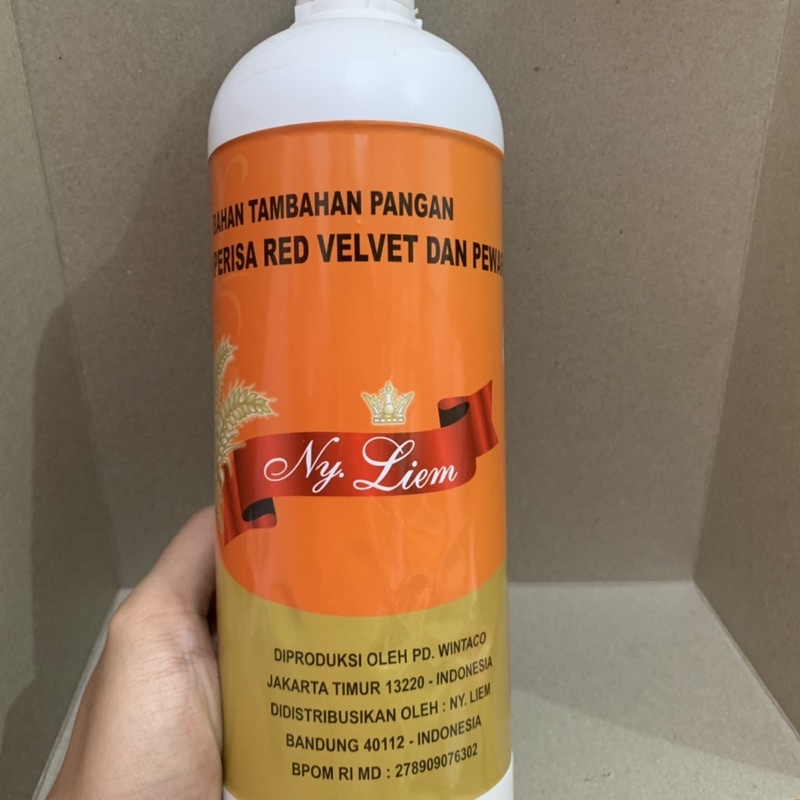 BAHAN TAMBAHAN PANGAN
PERISA RED VELVET DAN
Ny. Liem
DIPRODUKSI OLEH PD. WINTACO
JAKARTA TIMUR 13220 - INDONESIA
DIDISTRIBUSIKAN OLEH : NY. LIEM
BANDUNG 40112 - INDONESIA
BPOM RI MD : 278909076302